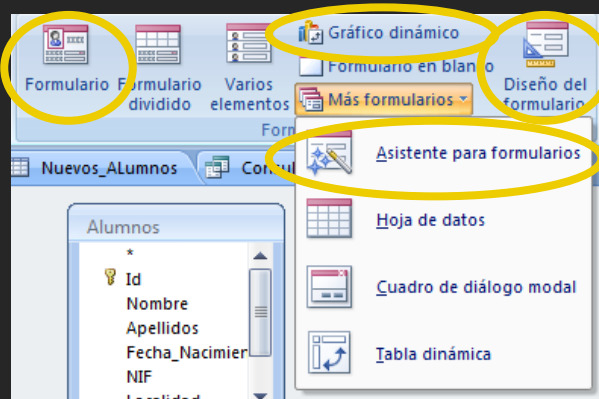 Formulario
Formulario dividido
Varios elementos
Gráfico dinámico
Formulario en blanco
Más formularios
Diseño del formulario
Nuevos_ALumnos
Asistente para formularios
Hoja de datos
Cuadro de diálogo modal
Tabla dinámica
Alumnos
*
Id
Nombre
Apellidos
NIF